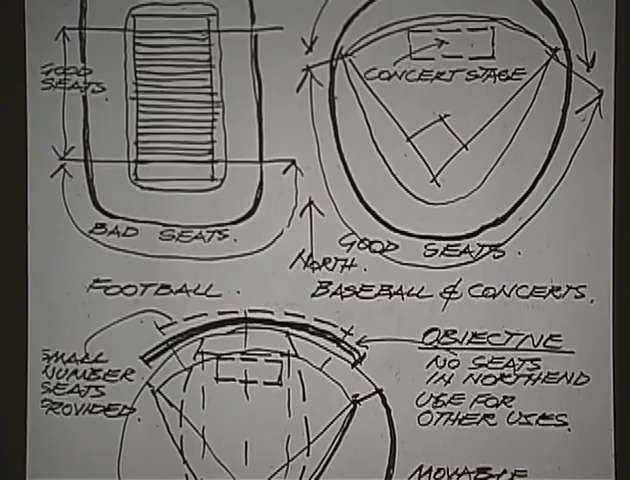 GOOD
SEATS.
CONCERT STAGE
BAD SEATS.
GOOD SEATS.
NORTH.
FOOTBALL.
BASEBALL & CONCERTS.
SMALL
NUMBER
SEATS
PROVIDED.
OBJECTIVE
NO SEATS
IN NORTHEND
USE FOR
OTHER USES.
MOVABLE